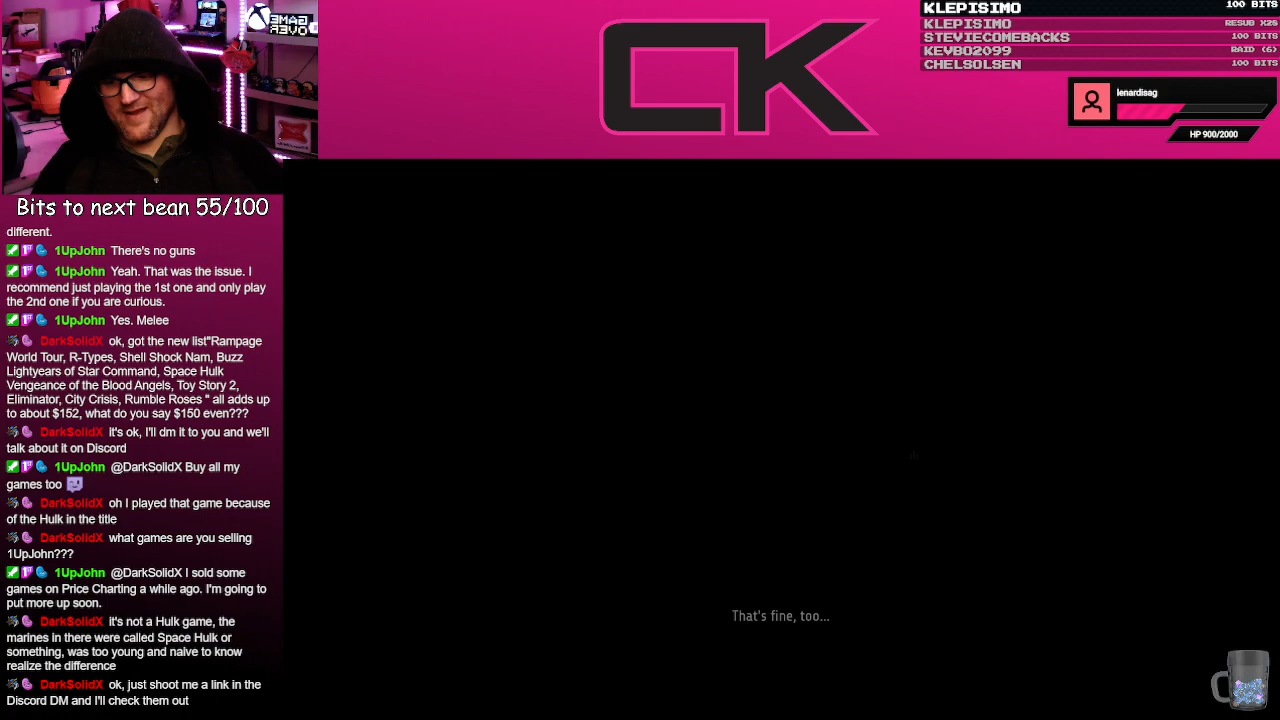 GAME
OVER
CK
KLEPISIMO 100 BITS
KLEPISIMO RESUB X26
STEVIECOMEBACKS 100 BITS
KEVBO2099 RAID (6)
CHELSOLSEN 100 BITS
lenardisag
HP 900/2000
Bits to next bean 55/100
different.
1UpJohn There's no guns
1UpJohn Yeah. That was the issue. I
recommend just playing the 1st one and only play
the 2nd one if you are curious.
1UpJohn Yes. Melee
DarkSolidX ok, got the new list"Rampage
World Tour, R-Types, Shell Shock Nam, Buzz
Lightyears of Star Command, Space Hulk
Vengeance of the Blood Angels, Toy Story 2,
Eliminator, City Crisis, Rumble Roses " all adds up
to about $152, what do you say $150 even???
DarkSolidX it's ok, I'll dm it to you and we'll
talk about it on Discord
1UpJohn @DarkSolidX Buy all my
games too
DarkSolidX oh I played that game because
of the Hulk in the title
DarkSolidX what games are you selling
1UpJohn???
1UpJohn @DarkSolidX I sold some
games on Price Charting a while ago. I'm going to
put more up soon.
DarkSolidX it's not a Hulk game, the
marines in there were called Space Hulk or
something, was too young and naive to know
realize the difference
DarkSolidX ok, just shoot me a link in the
Discord DM and I'll check them out
That's fine, too...